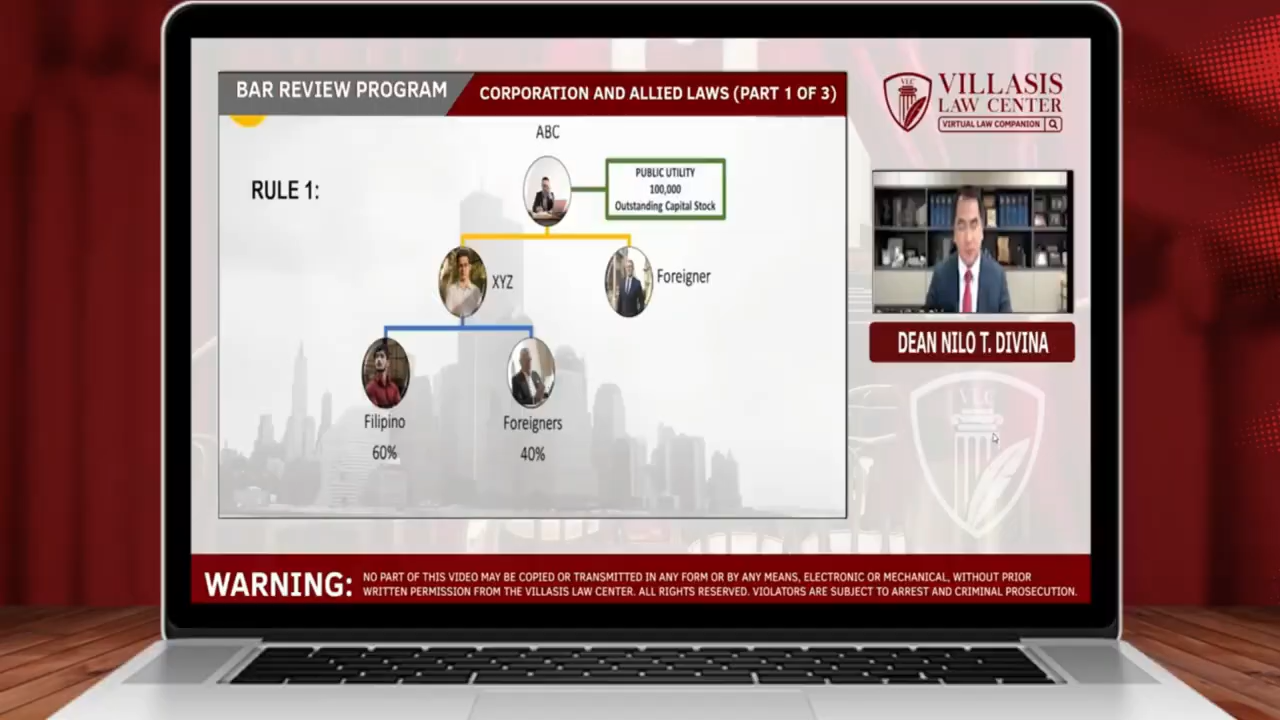 BAR REVIEW PROGRAM
CORPORATION AND ALLIED LAWS (PART 1 OF 3)
VLC
VILLASIS
LAW CENTER
VIRTUAL LAW COMPANION
ABC
RULE 1:
PUBLIC UTILITY
100,000
Outstanding Capital Stock
XYZ
Foreigner
Filipino
60%
Foreigners
40%
DEAN NILO T. DIVINA
VLC
WARNING:
NO PART OF THIS VIDEO MAY BE COPIED OR TRANSMITTED IN ANY FORM OR BY ANY MEANS, ELECTRONIC OR MECHANICAL, WITHOUT PRIOR
WRITTEN PERMISSION FROM THE VILLASIS LAW CENTER. ALL RIGHTS RESERVED. VIOLATORS ARE SUBJECT TO ARREST AND CRIMINAL PROSECUTION.